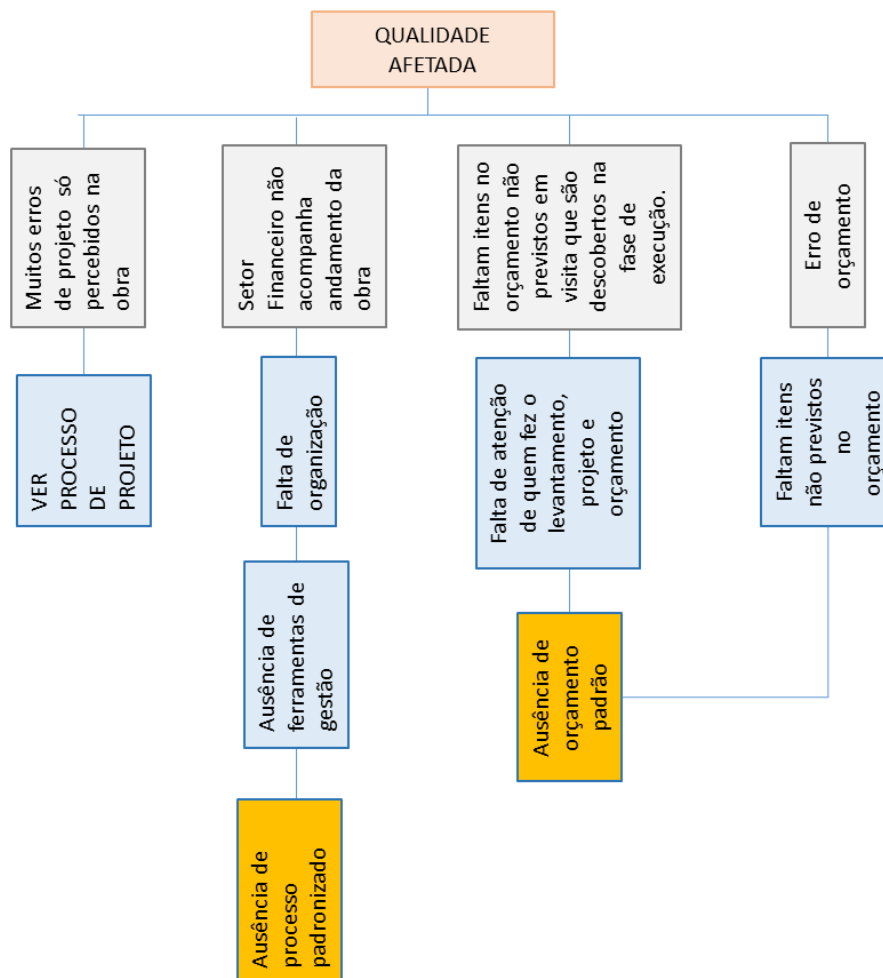 QUALIDADE
AFETADA
Muitos erros
de projeto só
percebidos na
obra
Setor
Financeiro não
acompanha
andamento da
obra
Faltam itens no
orçamento não
previstos em
visita que são
descobertos na
fase de
execução.
Erro de
orçamento
VER
PROCESSO
DE
PROJETO
Falta de
organização
Falta de atenção
de quem fez o
levantamento,
projeto e
orçamento
Faltam itens
não previstos
no
orçamento
Ausência de
ferramentas de
gestão
Ausência de
orçamento
padrão
Ausência de
processo
padronizado